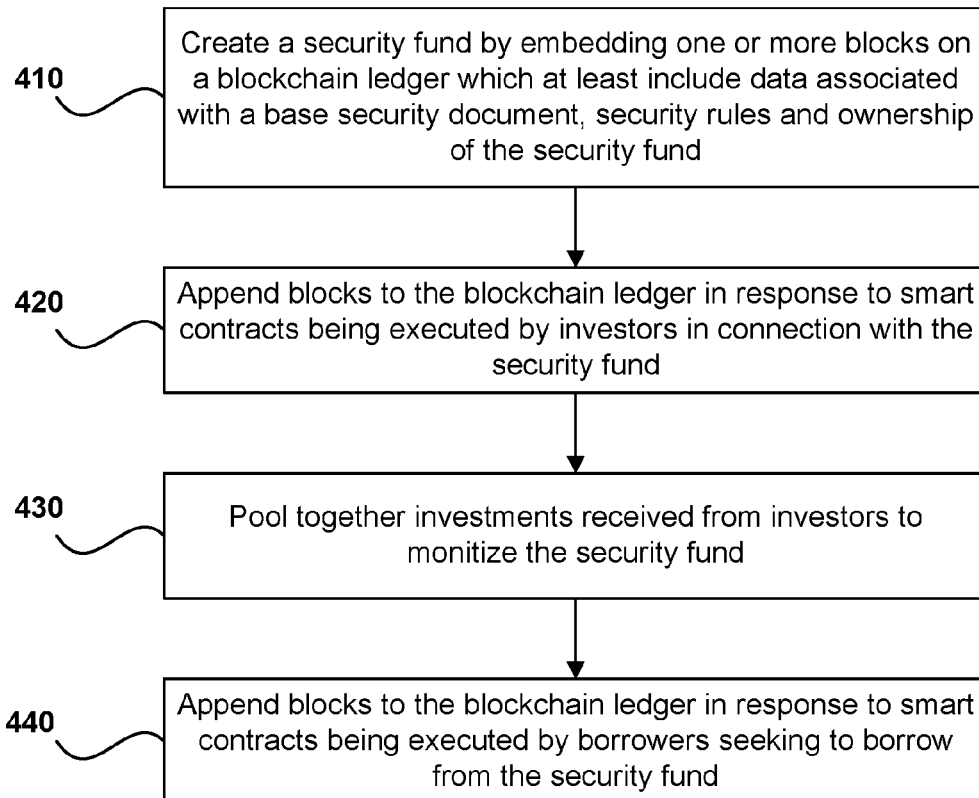 410
Create a security fund by embedding one or more blocks on
a blockchain ledger which at least include data associated
with a base security document, security rules and ownership
of the security fund
420
Append blocks to the blockchain ledger in response to smart
contracts being executed by investors in connection with the
security fund
430
Pool together investments received from investors to
monitize the security fund
440
Append blocks to the blockchain ledger in response to smart
contracts being executed by borrowers seeking to borrow
from the security fund